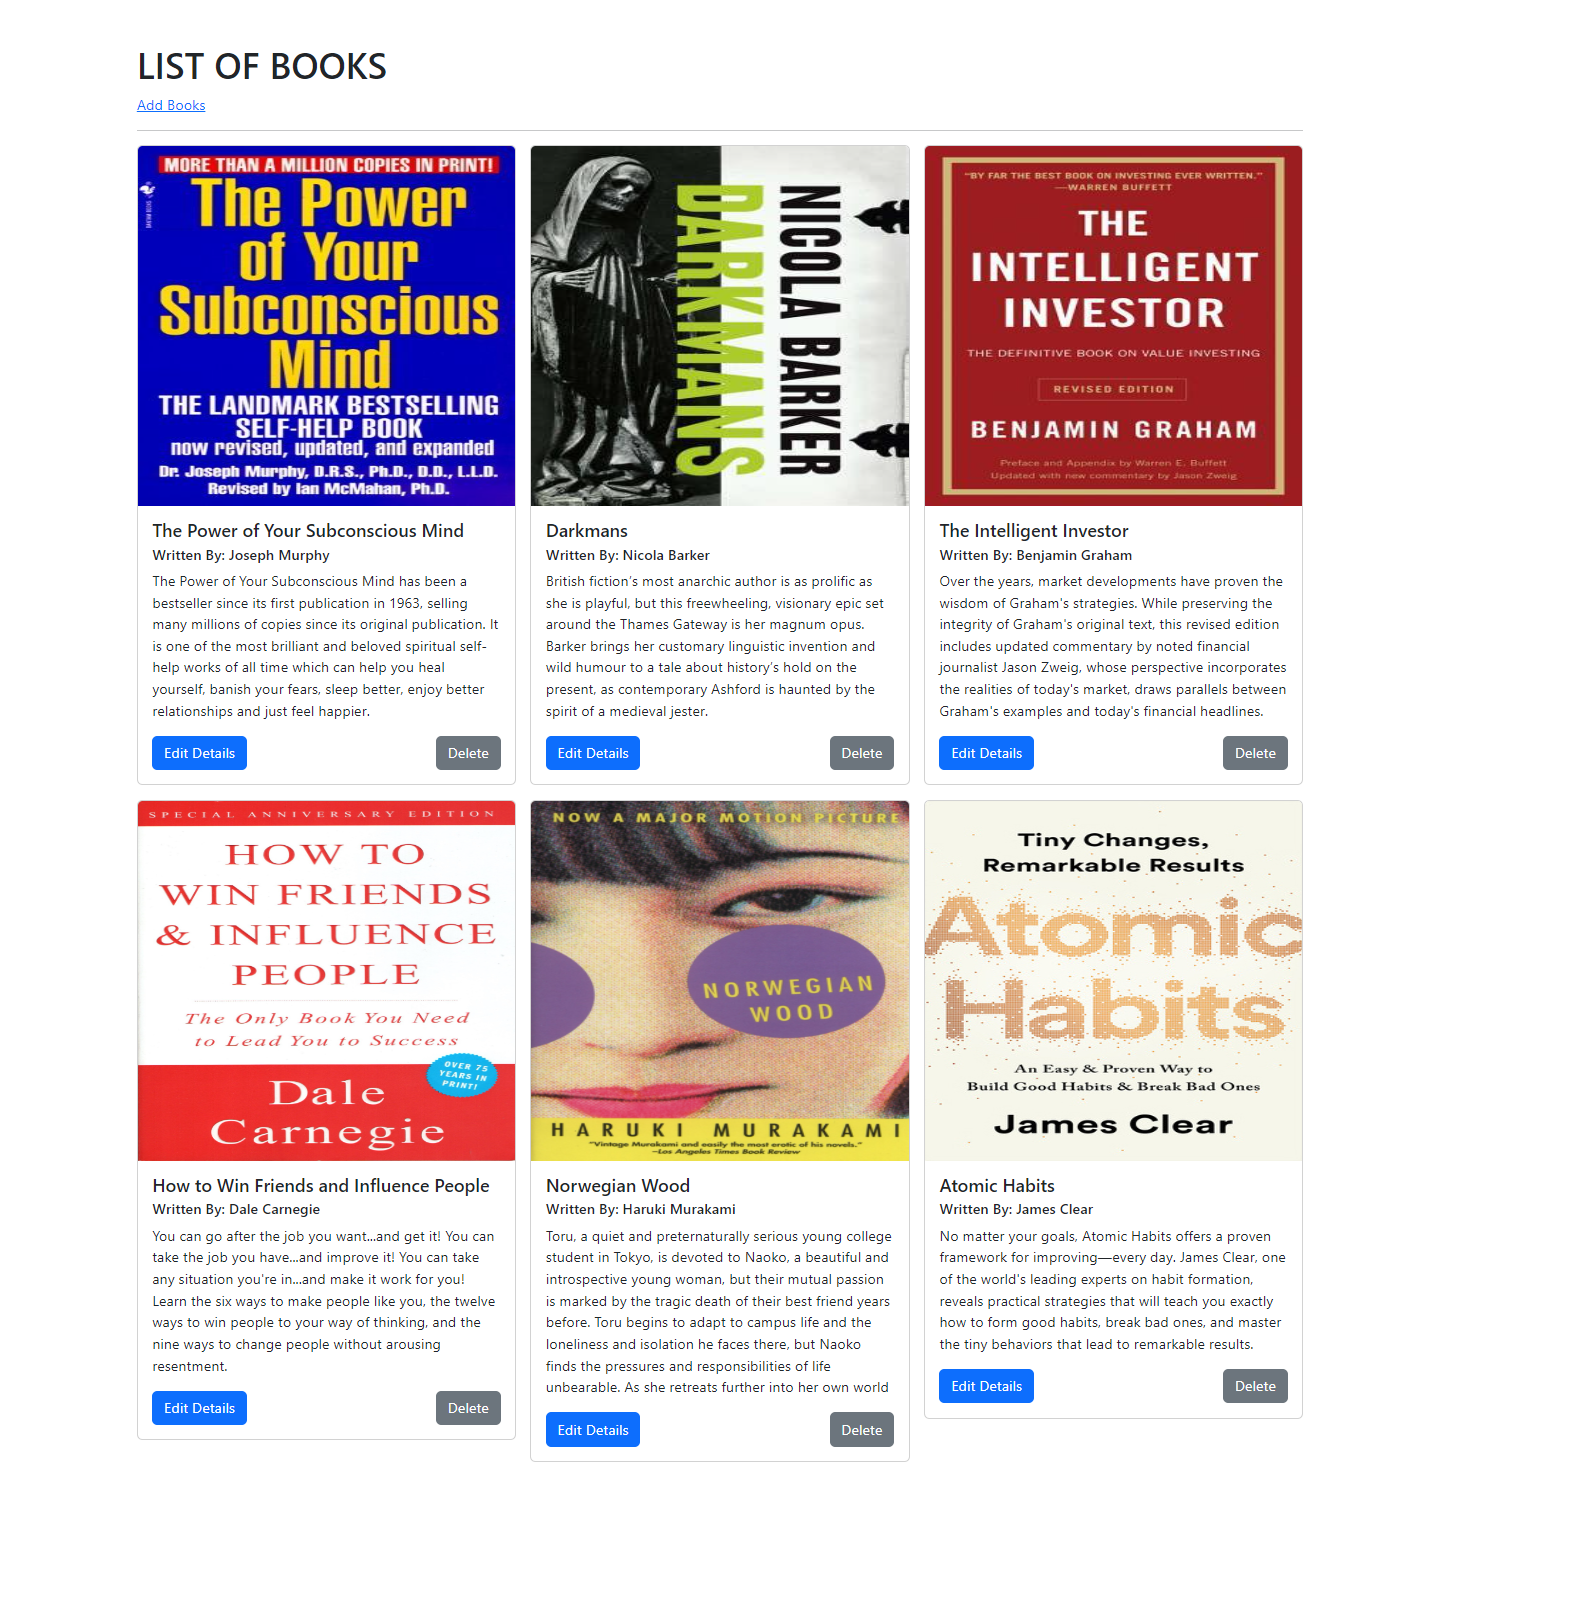 LIST OF BOOKS
Add Books
MORE THAN A MILLION COPIES IN PRINT!
The Power
of Your
Subconscious
Mind
THE LANDMARK BESTSELLING
SELF-HELP BOOK
now revised, updated, and expanded
Dr. Joseph Murphy, D.R.S., Ph.D., D.D., L.L.D.
Revised by Ian McMahan, Ph.D.
The Power of Your Subconscious Mind
Written By: Joseph Murphy
The Power of Your Subconscious Mind has been a
bestseller since its first publication in 1963, selling
many millions of copies since its original publication. It
is one of the most brilliant and beloved spiritual self-
help works of all time which can help you heal
yourself, banish your fears, sleep better, enjoy better
relationships and just feel happier.
Edit Details
Delete
NICOLA BARKER
DARKMANS
Darkmans
Written By: Nicola Barker
British fiction's most anarchic author is as prolific as
she is playful, but this freewheeling, visionary epic set
around the Thames Gateway is her magnum opus.
Barker brings her customary linguistic invention and
wild humour to a tale about history's hold on the
present, as contemporary Ashford is haunted by the
spirit of a medieval jester.
Edit Details
Delete
"BY FAR THE BEST BOOK ON INVESTING EVER WRITTEN."
—WARREN BUFFETT
THE
INTELLIGENT
INVESTOR
THE DEFINITIVE BOOK ON VALUE INVESTING
REVISED EDITION
BENJAMIN GRAHAM
Preface and Appendix by Warren E. Buffett
Updated with new commentary by Jason Zweig
The Intelligent Investor
Written By: Benjamin Graham
Over the years, market developments have proven the
wisdom of Graham's strategies. While preserving the
integrity of Graham's original text, this revised edition
includes updated commentary by noted financial
journalist Jason Zweig, whose perspective incorporates
the realities of today's market, draws parallels between
Graham's examples and today's financial headlines.
Edit Details
Delete
SPECIAL ANNIVERSARY EDITION
HOW TO
WIN FRIENDS
& INFLUENCE
PEOPLE
The Only Book You Need
to Lead You to Success
OVER 75
YEARS IN
PRINT!
Dale
Carnegie
How to Win Friends and Influence People
Written By: Dale Carnegie
You can go after the job you want...and get it! You can
take the job you have...and improve it! You can take
any situation you're in...and make it work for you!
Learn the six ways to make people like you, the twelve
ways to win people to your way of thinking, and the
nine ways to change people without arousing
resentment.
Edit Details
Delete
NOW A MAJOR MOTION PICTURE
NORWEGIAN
WOOD
HARUKI MURAKAMI
"Vintage Murakami and easily the most erotic of his novels."
—Los Angeles Times Book Review
Norwegian Wood
Written By: Haruki Murakami
Toru, a quiet and preternaturally serious young college
student in Tokyo, is devoted to Naoko, a beautiful and
introspective young woman, but their mutual passion
is marked by the tragic death of their best friend years
before. Toru begins to adapt to campus life and the
loneliness and isolation he faces there, but Naoko
finds the pressures and responsibilities of life
unbearable. As she retreats further into her own world
Edit Details
Delete
Tiny Changes,
Remarkable Results
Atomic
Habits
An Easy & Proven Way to
Build Good Habits & Break Bad Ones
James Clear
Atomic Habits
Written By: James Clear
No matter your goals, Atomic Habits offers a proven
framework for improving—every day. James Clear, one
of the world's leading experts on habit formation,
reveals practical strategies that will teach you exactly
how to form good habits, break bad ones, and master
the tiny behaviors that lead to remarkable results.
Edit Details
Delete